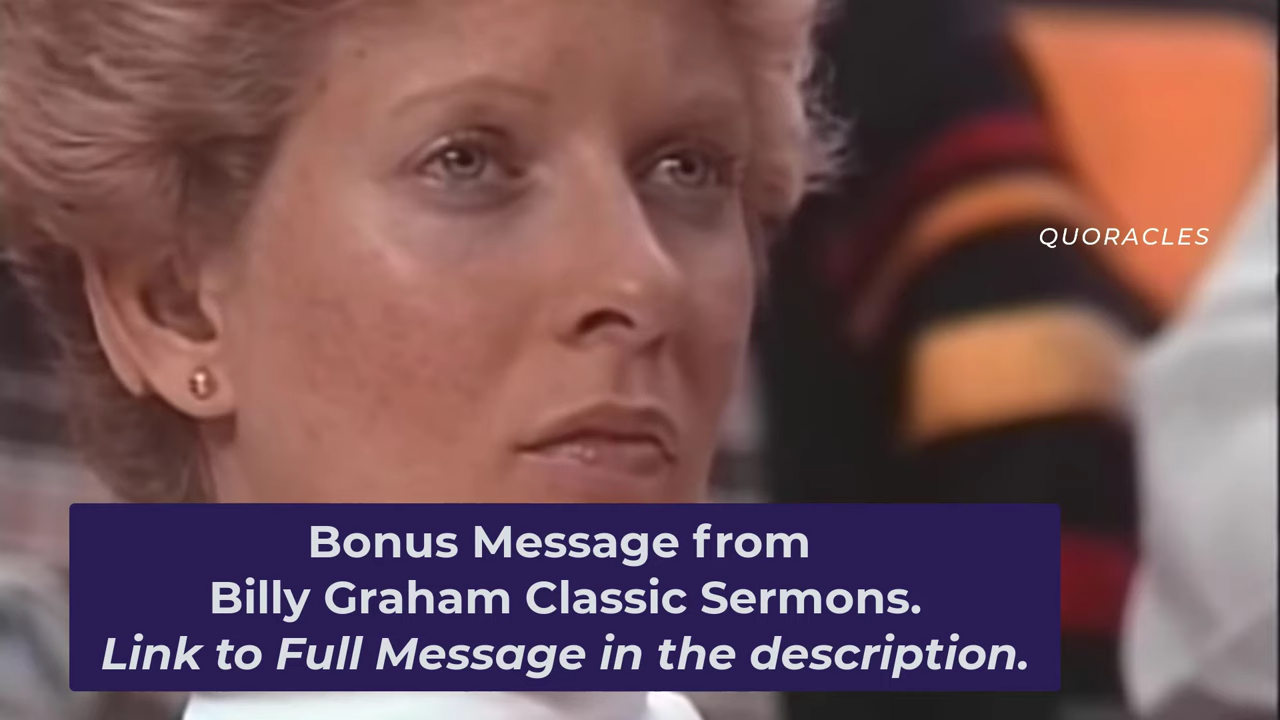 QUORACLES
Bonus Message from
Billy Graham Classic Sermons.
Link to Full Message in the description.